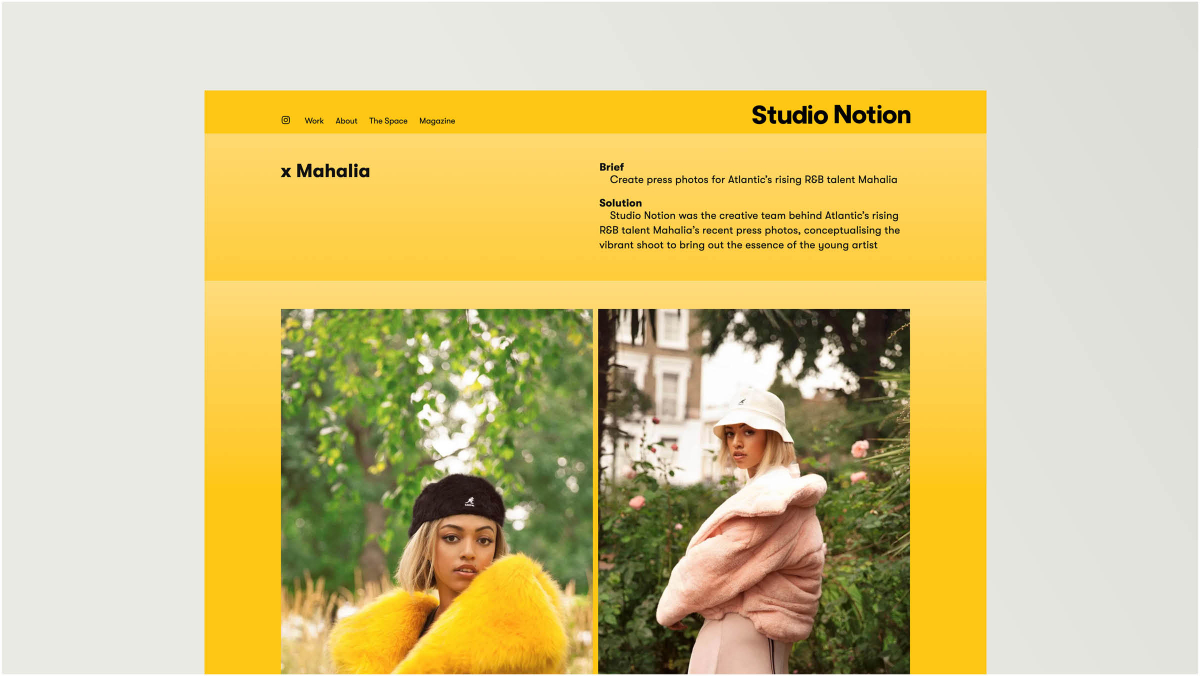 Work About The Space Magazine
Studio Notion
x Mahalia
Brief
Create press photos for Atlantic's rising R&B talent Mahalia
Solution
Studio Notion was the creative team behind Atlantic's rising
R&B talent Mahalia's recent press photos, conceptualising the
vibrant shoot to bring out the essence of the young artist